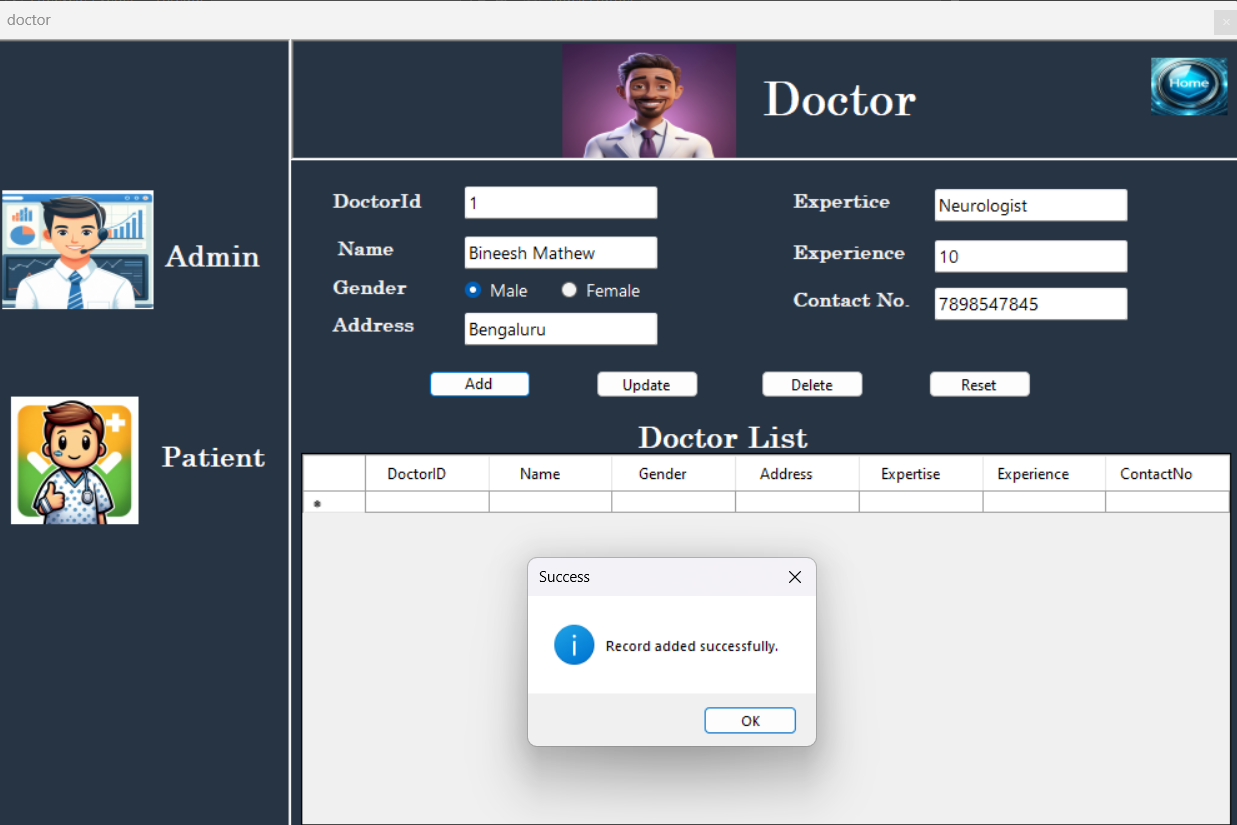 doctor
Doctor
Home
Admin
Patient
DoctorId 1
Name Bineesh Mathew
Gender Male Female
Address Bengaluru
Expertice Neurologist
Experience 10
Contact No. 7898547845
Add Update Delete Reset
Doctor List
DoctorID Name Gender Address Expertise Experience ContactNo
Success
Record added successfully.
OK